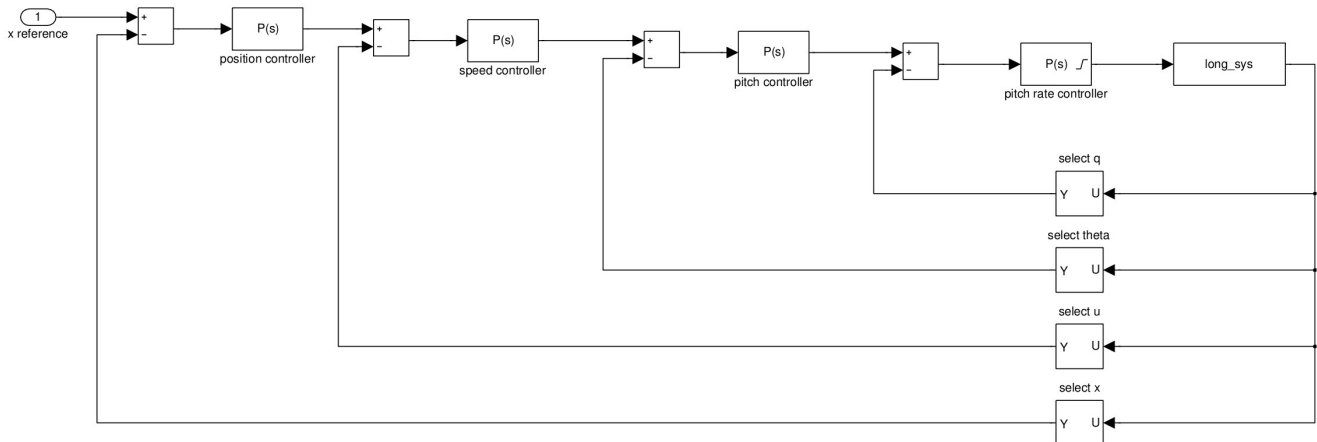 1
x reference
+
−
P(s)
position controller
+
−
P(s)
speed controller
+
−
P(s)
pitch controller
+
−
P(s)
pitch rate controller
long_sys
select q
Y U
select theta
Y U
select u
Y U
select x
Y U